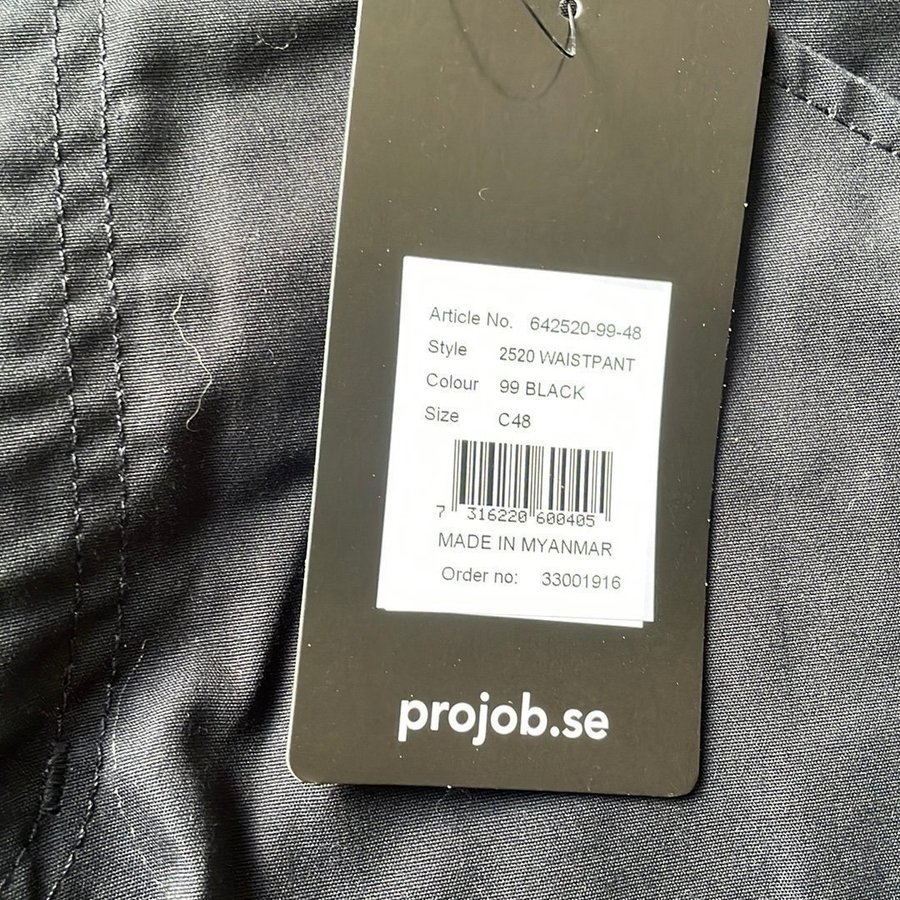 Article No. 642520-99-48
Style 2520 WAISTPANT
Colour 99 BLACK
Size C48
7 316220 600405
MADE IN MYANMAR
Order no: 33001916
projob.se